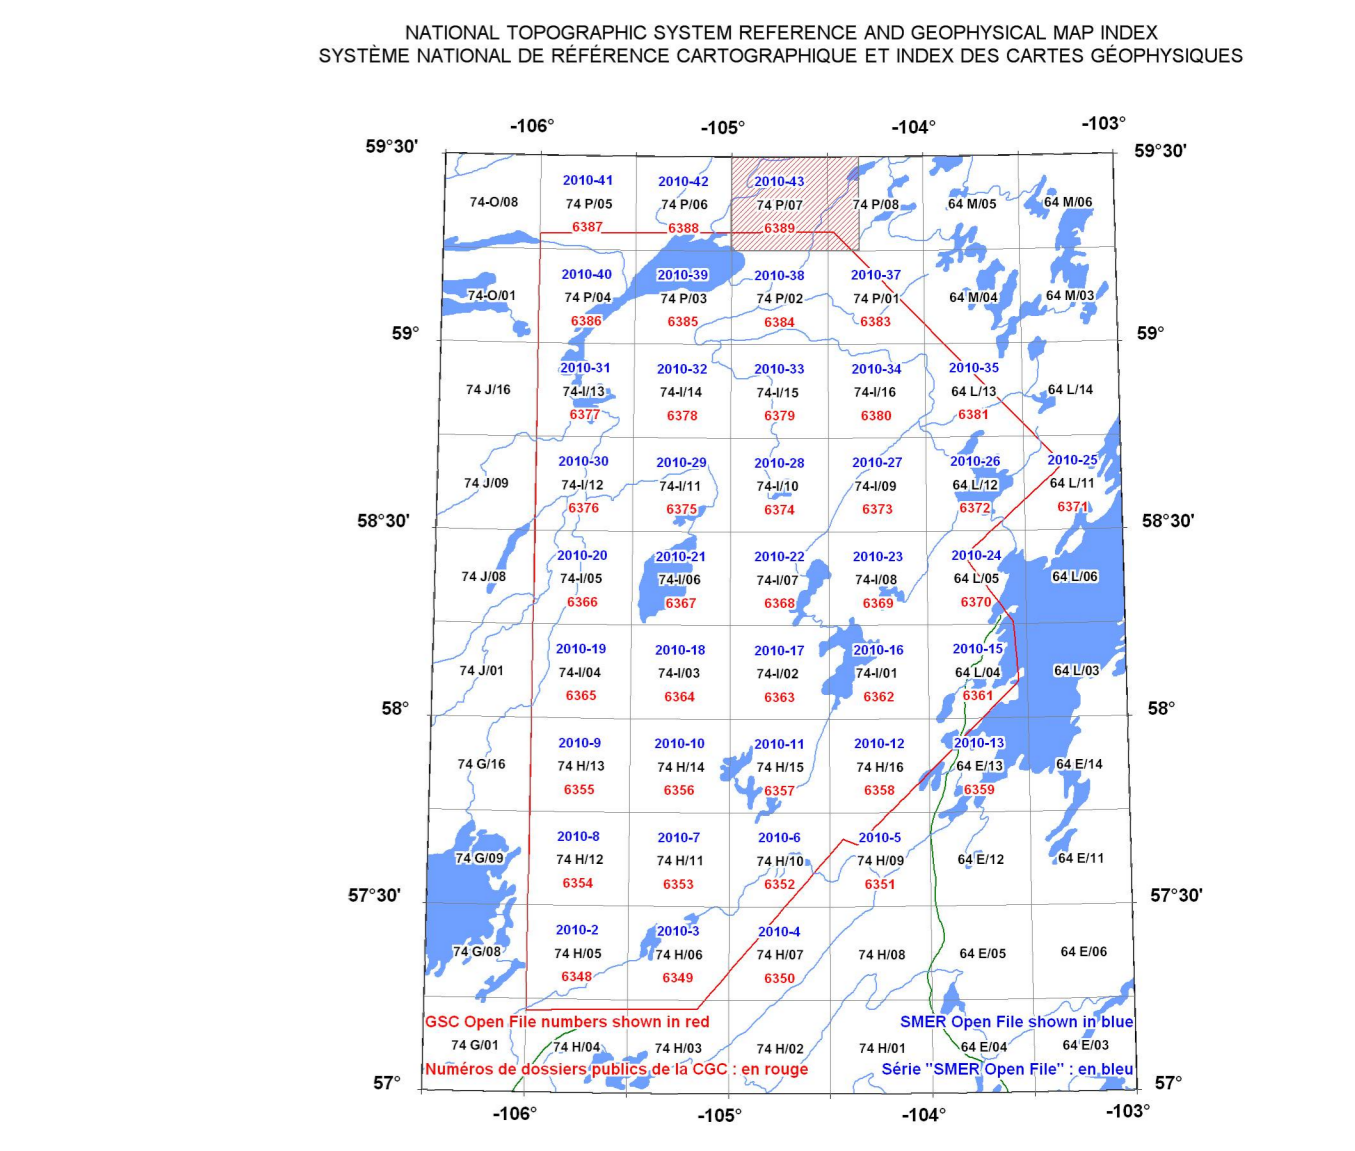 NATIONAL TOPOGRAPHIC SYSTEM REFERENCE AND GEOPHYSICAL MAP INDEX
SYSTÈME NATIONAL DE RÉFÉRENCE CARTOGRAPHIQUE ET INDEX DES CARTES GÉOPHYSIQUES
-106° -105° -104° -103°
59°30' 59°30'
2010-41 2010-42 2010-43
74-O/08 74 P/05 74 P/06 74 P/07 74 P/08 64 M/05 64 M/06
6387 6388 6389
2010-40 2010-39 2010-38 2010-37
74-O/01 74 P/04 74 P/03 74 P/02 74 P/01 64 M/04 64 M/03
6386 6385 6384 6383
59° 59°
2010-31 2010-32 2010-33 2010-34 2010-35
74 J/16 74-I/13 74-I/14 74-I/15 74-I/16 64 L/13 64 L/14
6377 6378 6379 6380 6381
2010-30 2010-29 2010-28 2010-27 2010-26 2010-25
74 J/09 74-I/12 74-I/11 74-I/10 74-I/09 64 L/12 64 L/11
6376 6375 6374 6373 6372 6371
58°30' 58°30'
2010-20 2010-21 2010-22 2010-23 2010-24
74 J/08 74-I/05 74-I/06 74-I/07 74-I/08 64 L/05 64 L/06
6366 6367 6368 6369 6370
2010-19 2010-18 2010-17 2010-16 2010-15
74 J/01 74-I/04 74-I/03 74-I/02 74-I/01 64 L/04 64 L/03
6365 6364 6363 6362 6361
58° 58°
2010-9 2010-10 2010-11 2010-12 2010-13
74 G/16 74 H/13 74 H/14 74 H/15 74 H/16 64 E/13 64 E/14
6355 6356 6357 6358 6359
2010-8 2010-7 2010-6 2010-5
74 G/09 74 H/12 74 H/11 74 H/10 74 H/09 64 E/12 64 E/11
6354 6353 6352 6351
57°30' 57°30'
2010-2 2010-3 2010-4
74 G/08 74 H/05 74 H/06 74 H/07 74 H/08 64 E/05 64 E/06
6348 6349 6350
GSC Open File numbers shown in red SMER Open File shown in blue
74 G/01 74 H/04 74 H/03 74 H/02 74 H/01 64 E/04 64 E/03
Numéros de dossiers publics de la CGC : en rouge Série "SMER Open File" : en bleu
57° 57°
-106° -105° -104° -103°